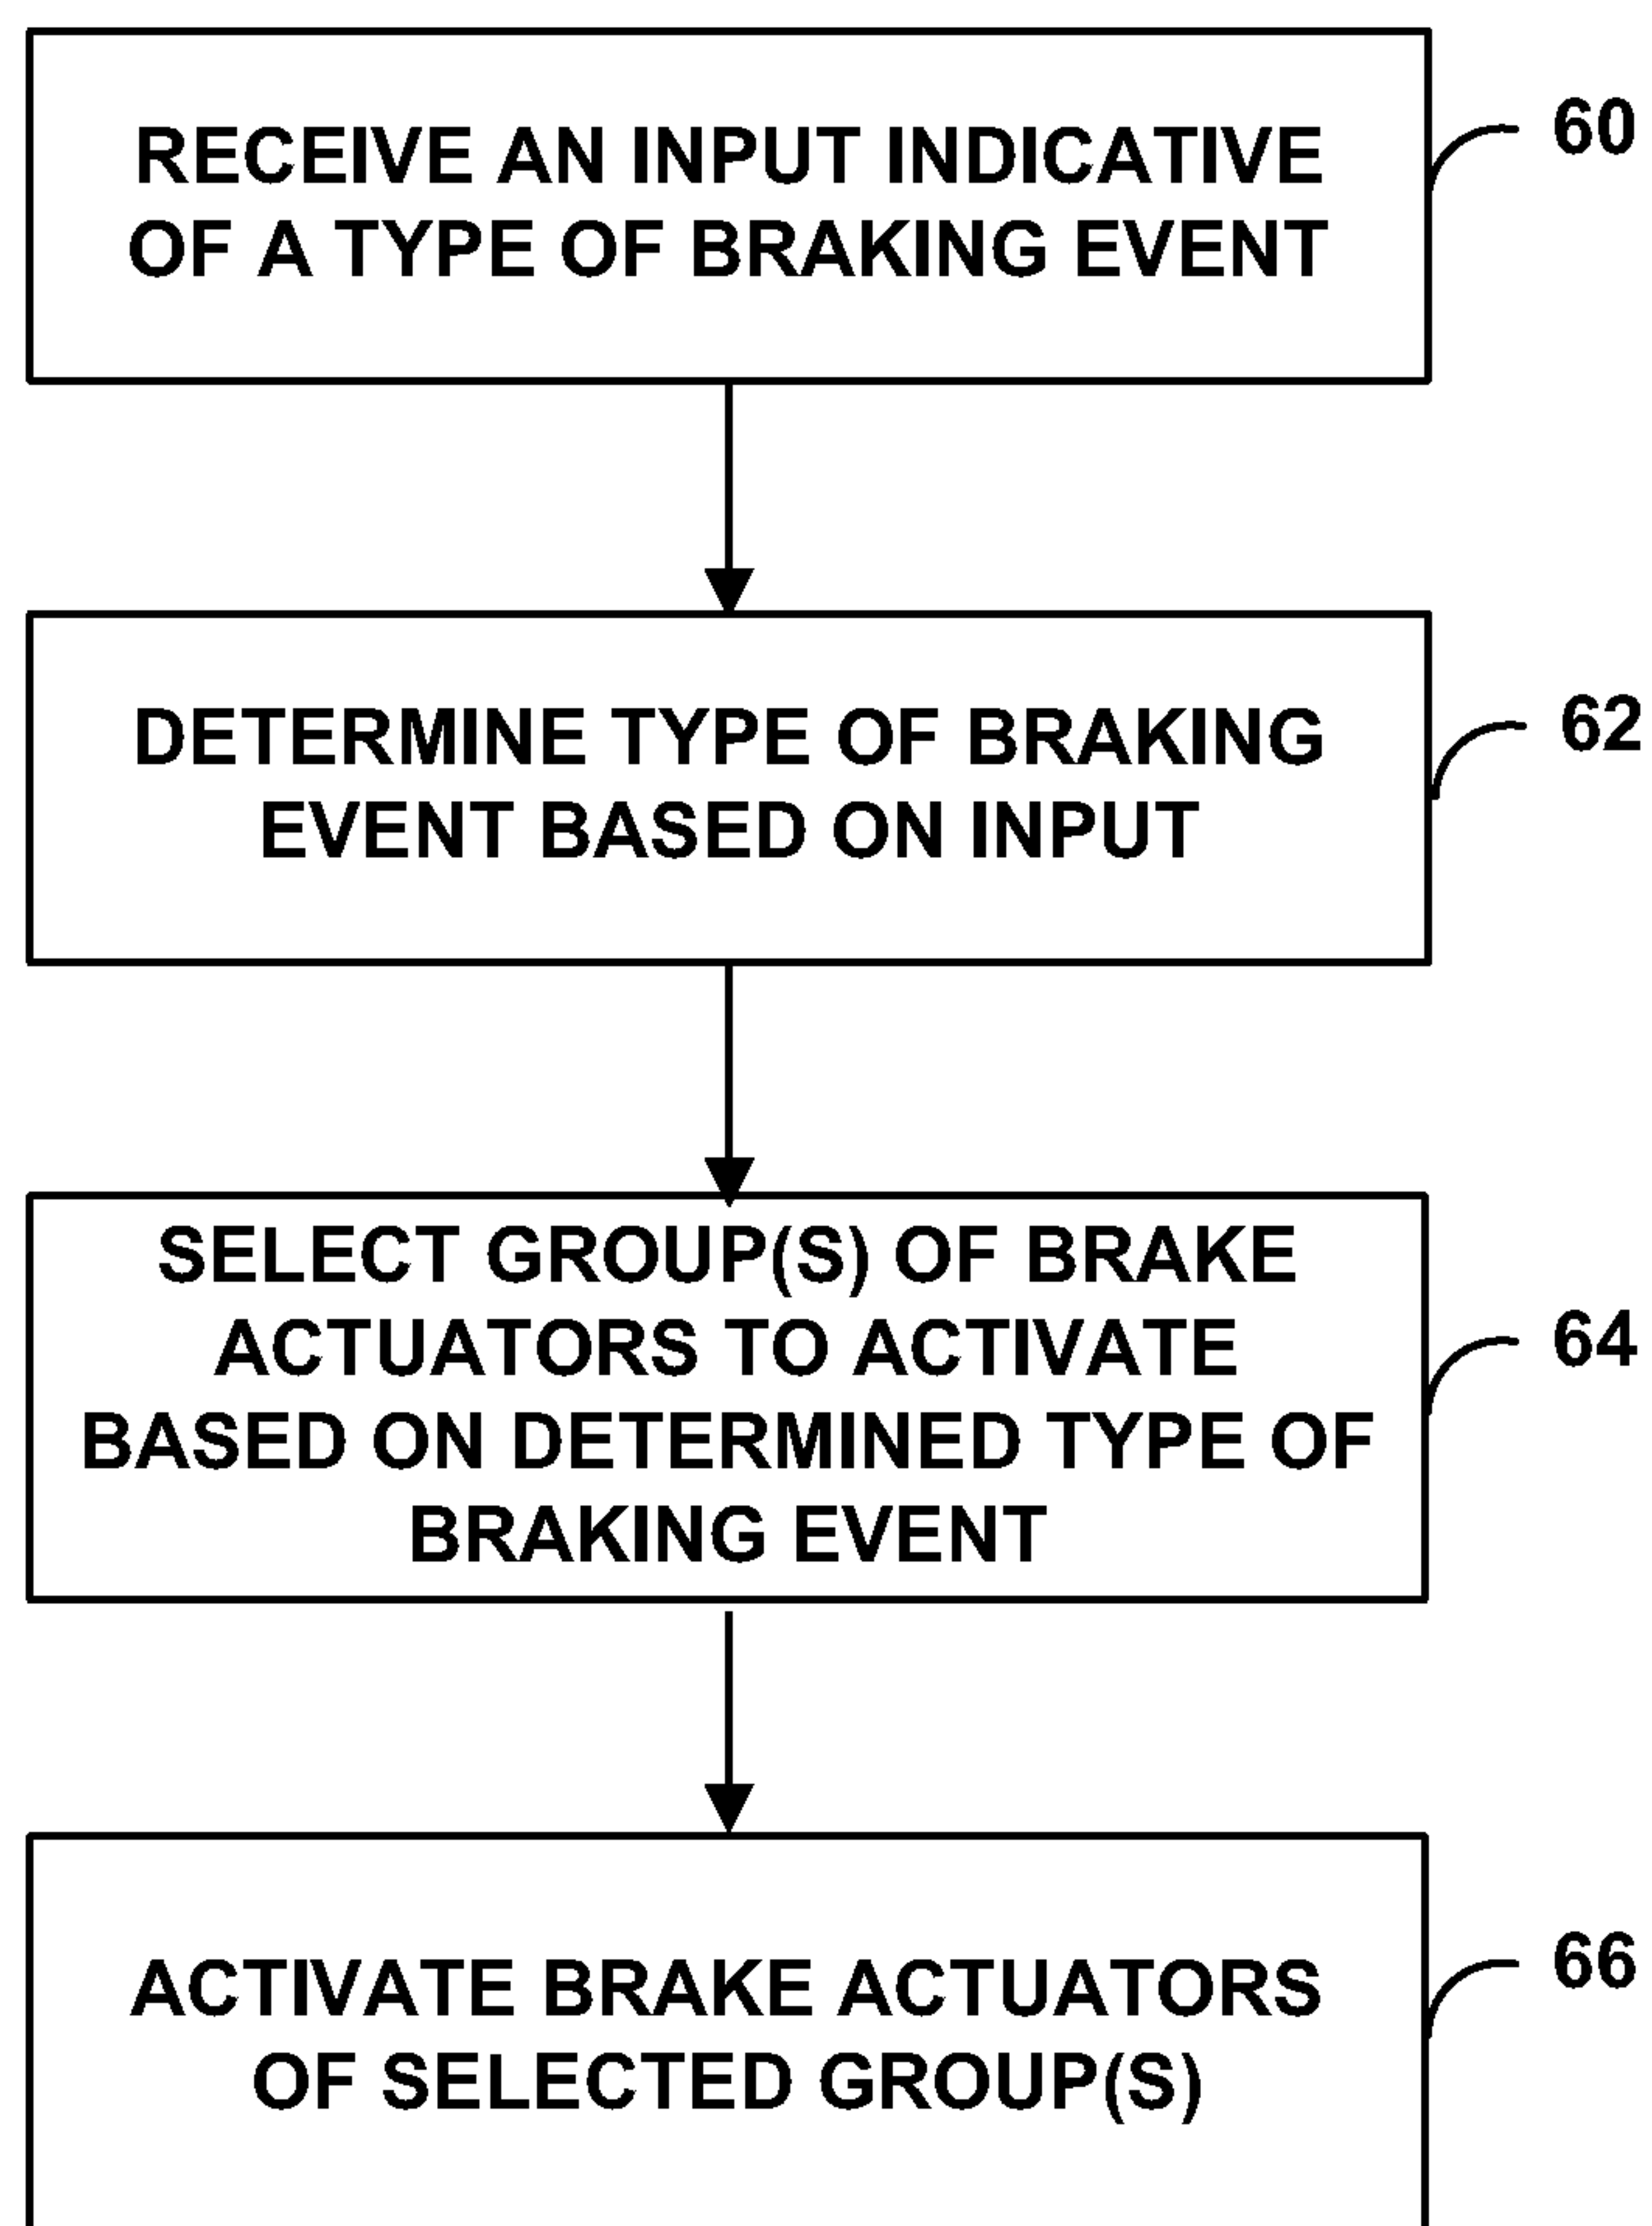 RECEIVE AN INPUT INDICATIVE
OF A TYPE OF BRAKING EVENT
60
DETERMINE TYPE OF BRAKING
EVENT BASED ON INPUT
62
SELECT GROUP(S) OF BRAKE
ACTUATORS TO ACTIVATE
BASED ON DETERMINED TYPE OF
BRAKING EVENT
64
ACTIVATE BRAKE ACTUATORS
OF SELECTED GROUP(S)
66